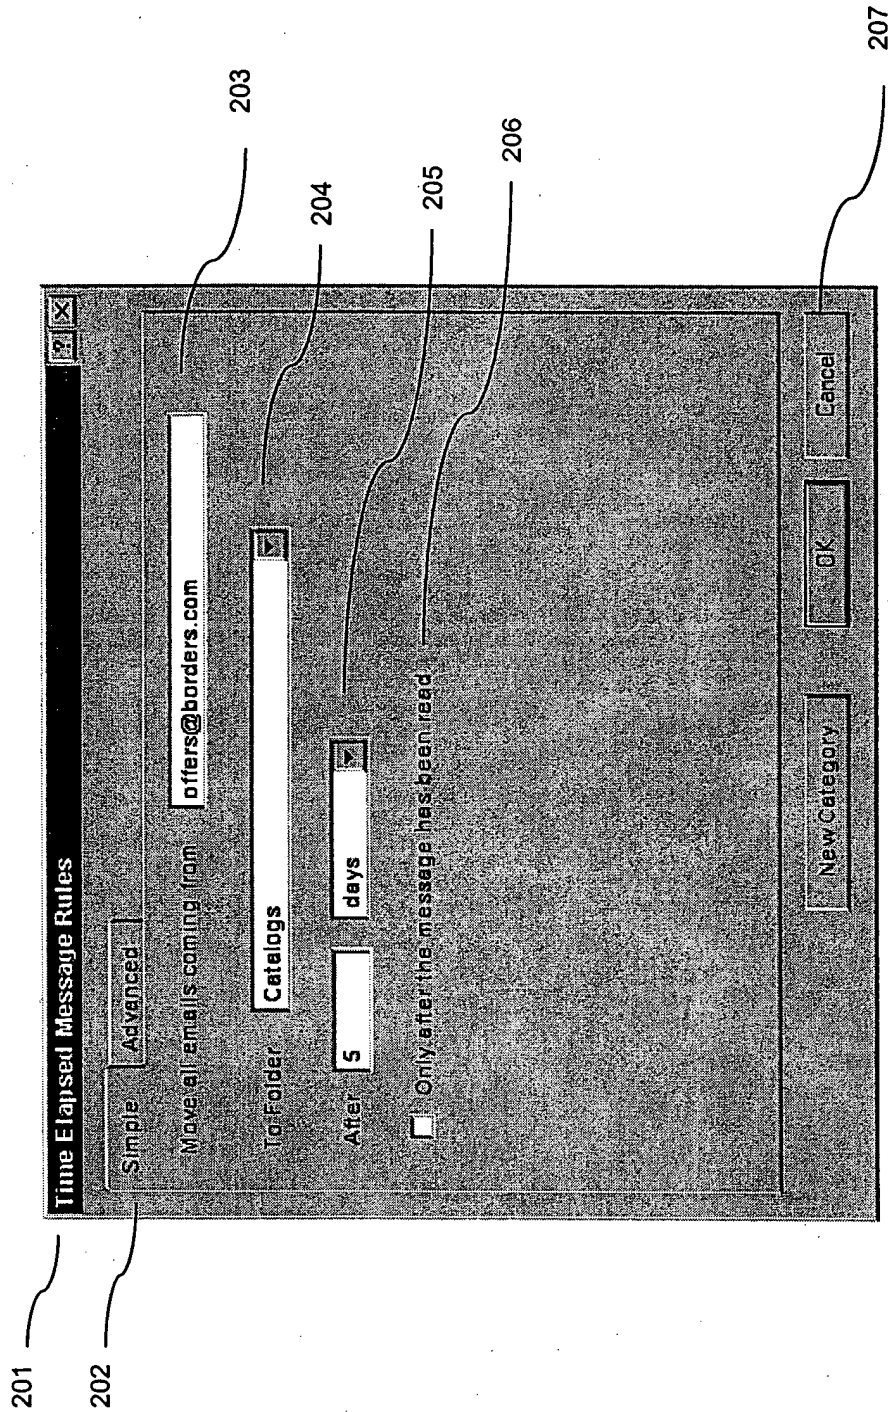 201
Time Elapsed Message Rules ? X
202
Simple Advanced
Move all emails coming from offers@borders.com
203
To Folder Catalogs
204
After 5 days
205
Only after the message has been read
206
New Category OK Cancel
207